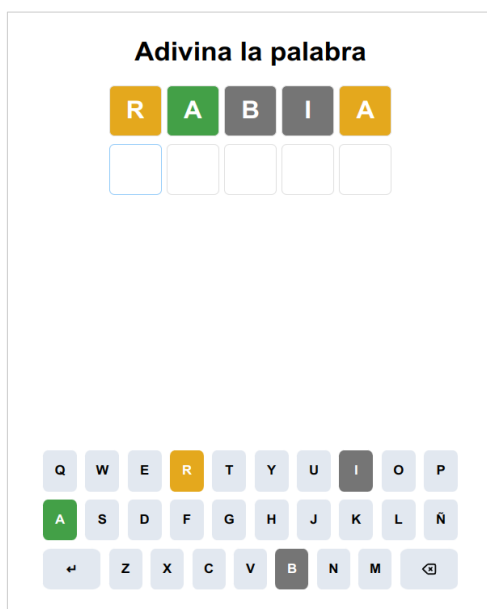 Adivina la palabra
R A B I A
Q W E R T Y U I O P
A S D F G H J K L Ñ
↵ Z X C V B N M ⌫